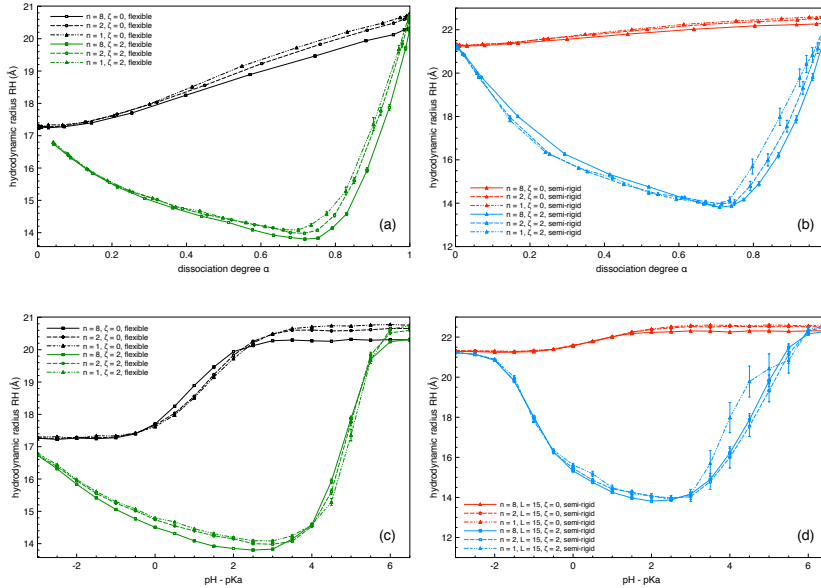 21
20
19
18
17
16
15
14
hydrodynamic radius RH (Å)
n = 8, ζ = 0, flexible
n = 2, ζ = 0, flexible
n = 1, ζ = 0, flexible
n = 8, ζ = 2, flexible
n = 2, ζ = 2, flexible
n = 1, ζ = 2, flexible
(a)
0 0.2 0.4 0.6 0.8 1
dissociation degree α
22
20
18
16
14
12
hydrodynamic radius RH (Å)
n = 8, ζ = 0, semi-rigid
n = 2, ζ = 0, semi-rigid
n = 1, ζ = 0, semi-rigid
n = 8, ζ = 2, semi-rigid
n = 2, ζ = 2, semi-rigid
n = 1, ζ = 2, semi-rigid
(b)
0 0.2 0.4 0.6 0.8
dissociation degree α
21
20
19
18
17
16
15
14
hydrodynamic radius RH (Å)
n = 8, ζ = 0, flexible
n = 2, ζ = 0, flexible
n = 1, ζ = 0, flexible
n = 8, ζ = 2, flexible
n = 2, ζ = 2, flexible
n = 1, ζ = 2, flexible
(c)
-2 0 2 4 6
pH - pKa
22
20
18
16
14
12
hydrodynamic radius RH (Å)
n = 8, L = 15, ζ = 0, semi-rigid
n = 2, L = 15, ζ = 0, semi-rigid
n = 1, L = 15, ζ = 0, semi-rigid
n = 8, L = 15, ζ = 2, semi-rigid
n = 2, L = 15, ζ = 2, semi-rigid
n = 1, L = 15, ζ = 2, semi-rigid
(d)
-2 0 2 4 6
pH - pKa